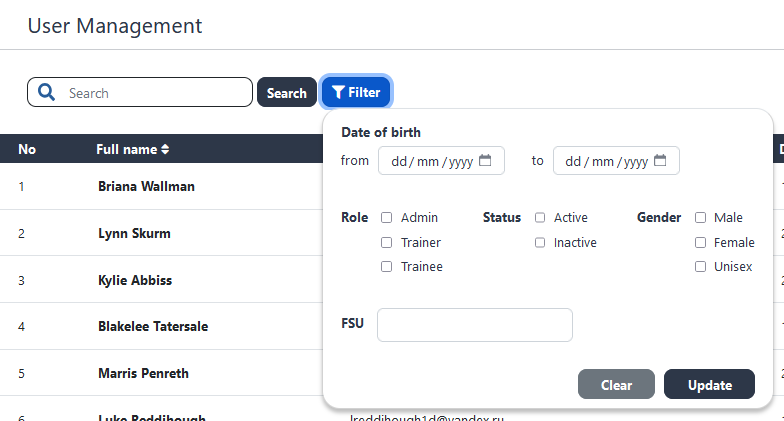 User Management
Search Search Filter
No Full name
Date of birth
from dd/mm/yyyy to dd/mm/yyyy
1 Briana Wallman
Role Admin Status Active Gender Male
2 Lynn Skurm
Trainer Inactive Female
Trainee Unisex
3 Kylie Abbiss
4 Blakelee Tatersale
FSU
5 Marris Penreth
Clear Update
6 Luke Reddihough lreddihough1d@yandex.ru